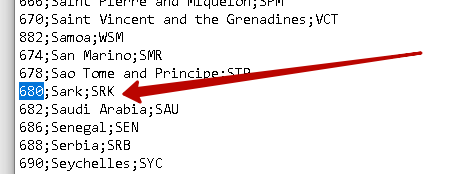 666;Saint Pierre and Miquelon;SPM
670;Saint Vincent and the Grenadines;VCT
882;Samoa;WSM
674;San Marino;SMR
678;Sao Tome and Principe;STP
680;Sark;SRK
682;Saudi Arabia;SAU
686;Senegal;SEN
688;Serbia;SRB
690;Seychelles;SYC